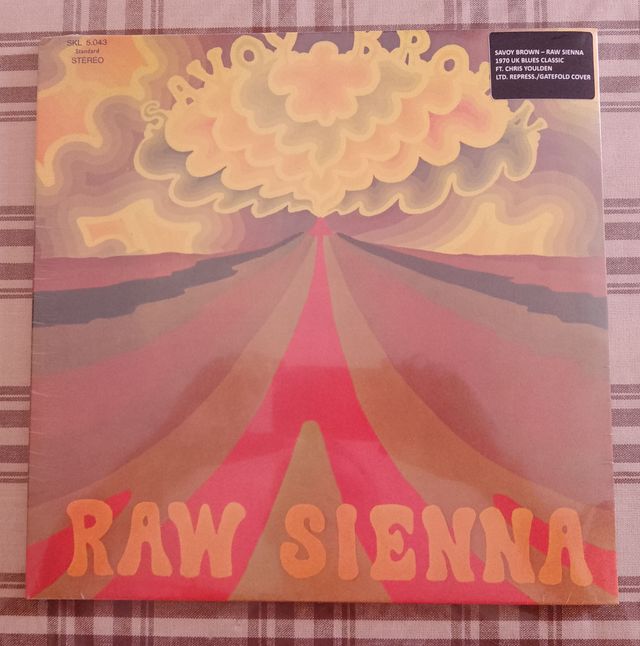 SKL 5.043
Standard
STEREO
SAVOY BROWN
SAVOY BROWN – RAW SIENNA
1970 UK BLUES CLASSIC
FT. CHRIS YOULDEN
LTD. REPRESS./GATEFOLD COVER
RAW SIENNA